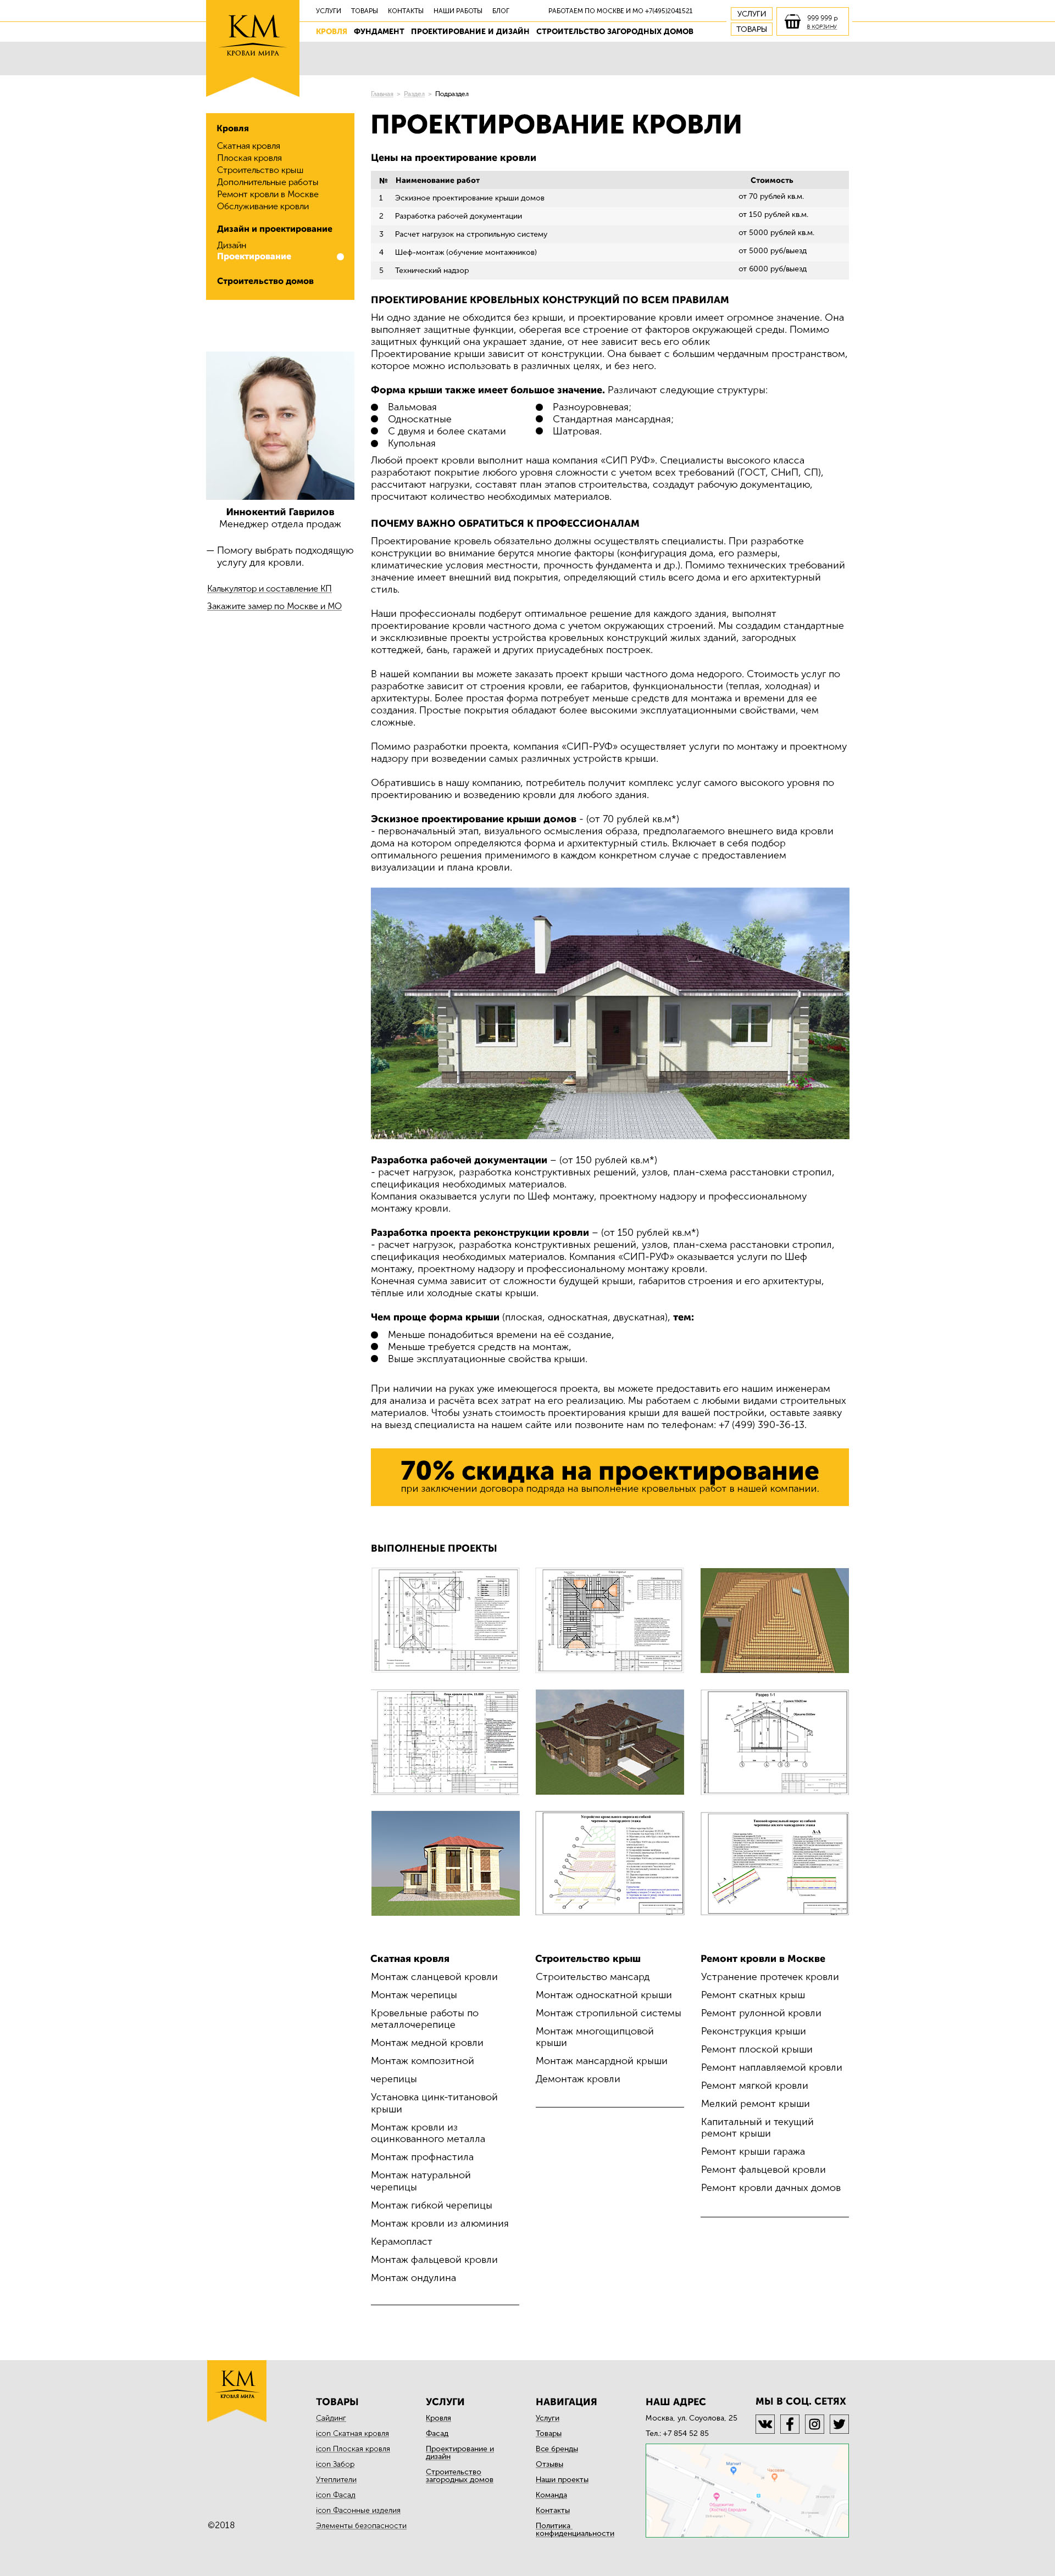 КМ
КРОВЛИ МИРА
УСЛУГИ ТОВАРЫ КОНТАКТЫ НАШИ РАБОТЫ БЛОГ РАБОТАЕМ ПО МОСКВЕ И МО +7(495)2041521
КРОВЛЯ ФУНДАМЕНТ ПРОЕКТИРОВАНИЕ И ДИЗАЙН СТРОИТЕЛЬСТВО ЗАГОРОДНЫХ ДОМОВ
УСЛУГИ
ТОВАРЫ
999 999 р
В КОРЗИНУ
Главная > Раздел > Подраздел
Кровля
Скатная кровля
Плоская кровля
Строительство крыш
Дополнительные работы
Ремонт кровли в Москве
Обслуживание кровли
Дизайн и проектирование
Дизайн
Проектирование
Строительство домов
Иннокентий Гаврилов
Менеджер отдела продаж
— Помогу выбрать подходящую
услугу для кровли.
Калькулятор и составление КП
Закажите замер по Москве и МО
ПРОЕКТИРОВАНИЕ КРОВЛИ
Цены на проектирование кровли
№ Наименование работ Стоимость
1 Эскизное проектирование крыши домов от 70 рублей кв.м.
2 Разработка рабочей документации от 150 рублей кв.м.
3 Расчет нагрузок на стропильную систему от 5000 рублей кв.м.
4 Шеф-монтаж (обучение монтажников) от 5000 руб/выезд
5 Технический надзор от 6000 руб/выезд
ПРОЕКТИРОВАНИЕ КРОВЕЛЬНЫХ КОНСТРУКЦИЙ ПО ВСЕМ ПРАВИЛАМ
Ни одно здание не обходится без крыши, и проектирование кровли имеет огромное значение. Она
выполняет защитные функции, оберегая все строение от факторов окружающей среды. Помимо
защитных функций она украшает здание, от нее зависит весь его облик
Проектирование крыши зависит от конструкции. Она бывает с большим чердачным пространством,
которое можно использовать в различных целях, и без него.
Форма крыши также имеет большое значение. Различают следующие структуры:
Вальмовая
Односкатные
С двумя и более скатами
Купольная
Разноуровневая;
Стандартная мансардная;
Шатровая.
Любой проект кровли выполнит наша компания «СИП РУФ». Специалисты высокого класса
разработают покрытие любого уровня сложности с учетом всех требований (ГОСТ, СНиП, СП),
рассчитают нагрузки, составят план этапов строительства, создадут рабочую документацию,
просчитают количество необходимых материалов.
ПОЧЕМУ ВАЖНО ОБРАТИТЬСЯ К ПРОФЕССИОНАЛАМ
Проектирование кровель обязательно должны осуществлять специалисты. При разработке
конструкции во внимание берутся многие факторы (конфигурация дома, его размеры,
климатические условия местности, прочность фундамента и др.). Помимо технических требований
значение имеет внешний вид покрытия, определяющий стиль всего дома и его архитектурный
стиль.
Наши профессионалы подберут оптимальное решение для каждого здания, выполнят
проектирование кровли частного дома с учетом окружающих строений. Мы создадим стандартные
и эксклюзивные проекты устройства кровельных конструкций жилых зданий, загородных
коттеджей, бань, гаражей и других приусадебных построек.
В нашей компании вы можете заказать проект крыши частного дома недорого. Стоимость услуг по
разработке зависит от строения кровли, ее габаритов, функциональности (теплая, холодная) и
архитектуры. Более простая форма потребует меньше средств для монтажа и времени для ее
создания. Простые покрытия обладают более высокими эксплуатационными свойствами, чем
сложные.
Помимо разработки проекта, компания «СИП-РУФ» осуществляет услуги по монтажу и проектному
надзору при возведении самых различных устройств крыши.
Обратившись в нашу компанию, потребитель получит комплекс услуг самого высокого уровня по
проектированию и возведению кровли для любого здания.
Эскизное проектирование крыши домов - (от 70 рублей кв.м*)
- первоначальный этап, визуального осмысления образа, предполагаемого внешнего вида кровли
дома на котором определяются форма и архитектурный стиль. Включает в себя подбор
оптимального решения применимого в каждом конкретном случае с предоставлением
визуализации и плана кровли.
Разработка рабочей документации – (от 150 рублей кв.м*)
- расчет нагрузок, разработка конструктивных решений, узлов, план-схема расстановки стропил,
спецификация необходимых материалов.
Компания оказывается услуги по Шеф монтажу, проектному надзору и профессиональному
монтажу кровли.
Разработка проекта реконструкции кровли – (от 150 рублей кв.м*)
- расчет нагрузок, разработка конструктивных решений, узлов, план-схема расстановки стропил,
спецификация необходимых материалов. Компания «СИП-РУФ» оказывается услуги по Шеф
монтажу, проектному надзору и профессиональному монтажу кровли.
Конечная сумма зависит от сложности будущей крыши, габаритов строения и его архитектуры,
тёплые или холодные скаты крыши.
Чем проще форма крыши (плоская, односкатная, двускатная), тем:
Меньше понадобиться времени на её создание,
Меньше требуется средств на монтаж,
Выше эксплуатационные свойства крыши.
При наличии на руках уже имеющегося проекта, вы можете предоставить его нашим инженерам
для анализа и расчёта всех затрат на его реализацию. Мы работаем с любыми видами строительных
материалов. Чтобы узнать стоимость проектирования крыши для вашей постройки, оставьте заявку
на выезд специалиста на нашем сайте или позвоните нам по телефонам: +7 (499) 390-36-13.
70% скидка на проектирование
при заключении договора подряда на выполнение кровельных работ в нашей компании.
ВЫПОЛНЕНЫЕ ПРОЕКТЫ
Разрез 1-1
Скатная кровля
Монтаж сланцевой кровли
Монтаж черепицы
Кровельные работы по
металлочерепице
Монтаж медной кровли
Монтаж композитной
черепицы
Установка цинк-титановой
крыши
Монтаж кровли из
оцинкованного металла
Монтаж профнастила
Монтаж натуральной
черепицы
Монтаж гибкой черепицы
Монтаж кровли из алюминия
Керамопласт
Монтаж фальцевой кровли
Монтаж ондулина
Строительство крыш
Строительство мансард
Монтаж односкатной крыши
Монтаж стропильной системы
Монтаж многощипцовой
крыши
Монтаж мансардной крыши
Демонтаж кровли
Ремонт кровли в Москве
Устранение протечек кровли
Ремонт скатных крыш
Ремонт рулонной кровли
Реконструкция крыши
Ремонт плоской крыши
Ремонт наплавляемой кровли
Ремонт мягкой кровли
Мелкий ремонт крыши
Капитальный и текущий
ремонт крыши
Ремонт крыши гаража
Ремонт фальцевой кровли
Ремонт кровли дачных домов
КМ
КРОВЛЯ МИРА
©2018
ТОВАРЫ
Сайдинг
icon Скатная кровля
icon Плоская кровля
icon Забор
Утеплители
icon Фасад
icon Фасонные изделия
Элементы безопасности
УСЛУГИ
Кровля
Фасад
Проектирование и
дизайн
Строительство
загородных домов
НАВИГАЦИЯ
Услуги
Товары
Все бренды
Отзывы
Наши проекты
Команда
Контакты
Политика
конфиденциальности
НАШ АДРЕС
Москва, ул. Соуолова, 25
Тел.: +7 854 52 85
МЫ В СОЦ. СЕТЯХ
Магнит